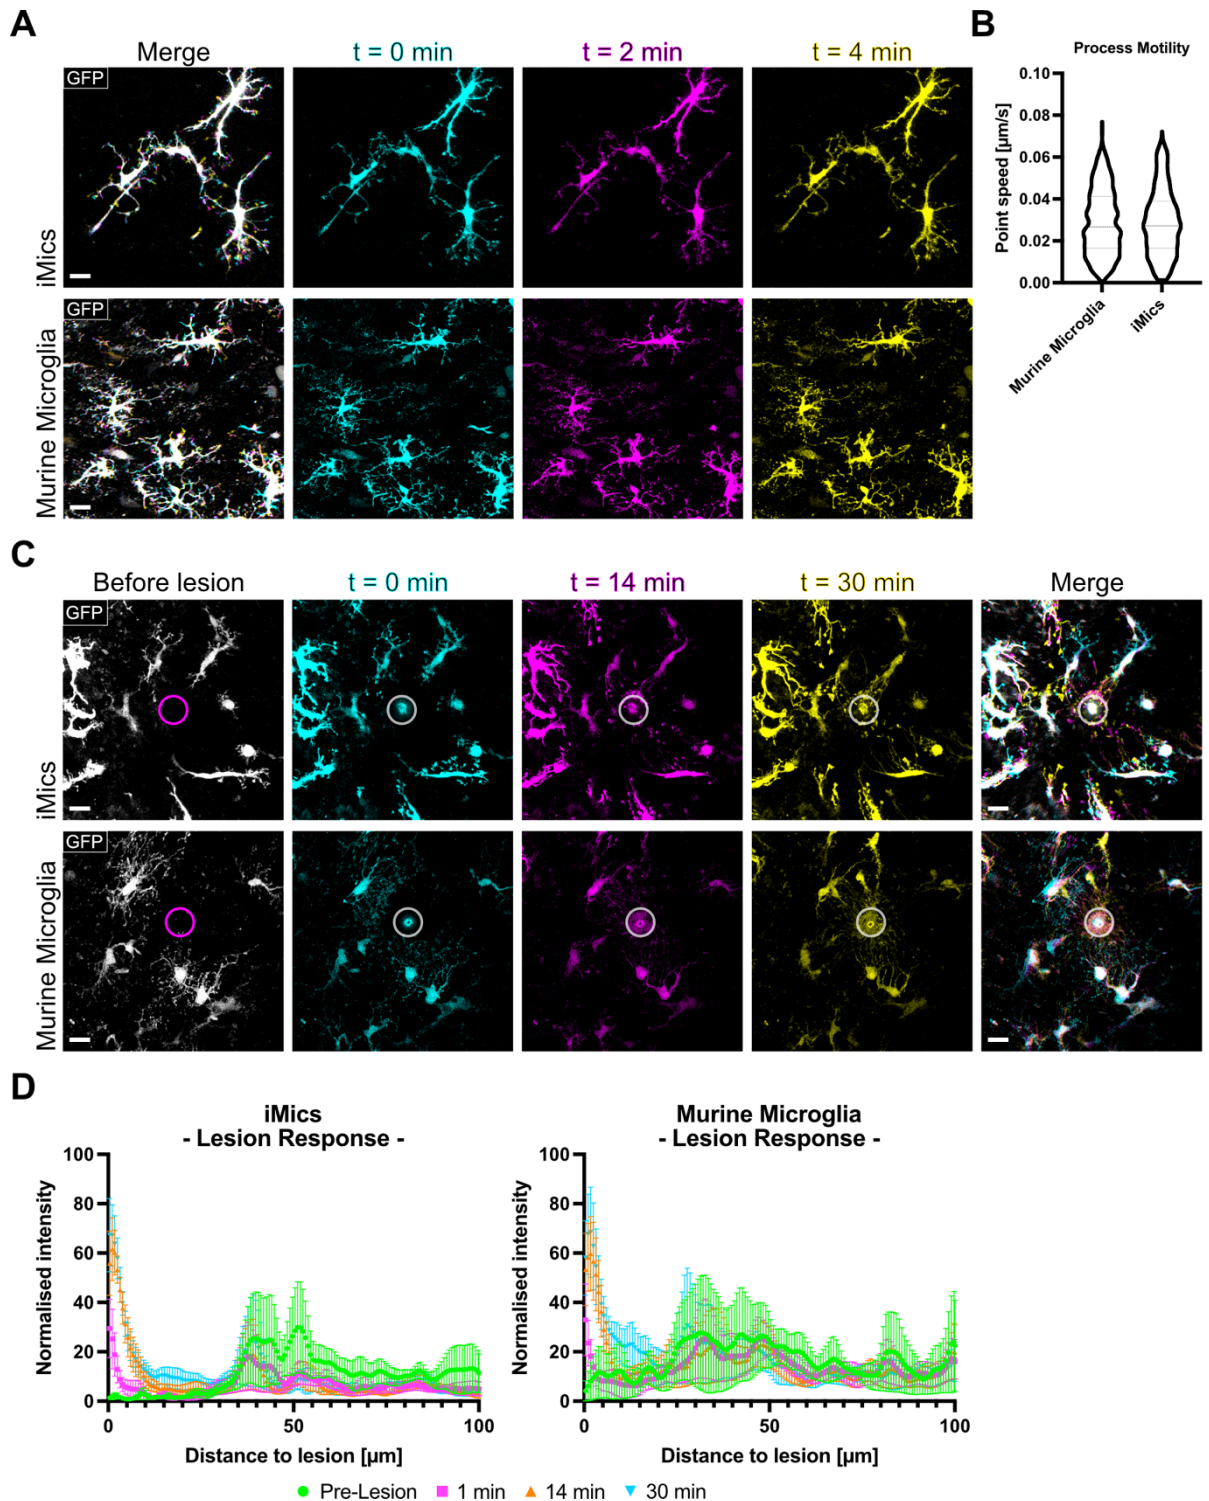 A
Merge
t = 0 min
t = 2 min
t = 4 min
GFP
iMics
GFP
Murine Microglia
B
Process Motility
Point speed [µm/s]
0.10
0.08
0.06
0.04
0.02
0.00
Murine Microglia
iMics
C
Before lesion
t = 0 min
t = 14 min
t = 30 min
Merge
GFP
iMics
GFP
Murine Microglia
D
iMics
- Lesion Response -
Normalised intensity
100
80
60
40
20
0
0
50
100
Distance to lesion [µm]
Murine Microglia
- Lesion Response -
Normalised intensity
100
80
60
40
20
0
0
50
100
Distance to lesion [µm]
Pre-Lesion
1 min
14 min
30 min